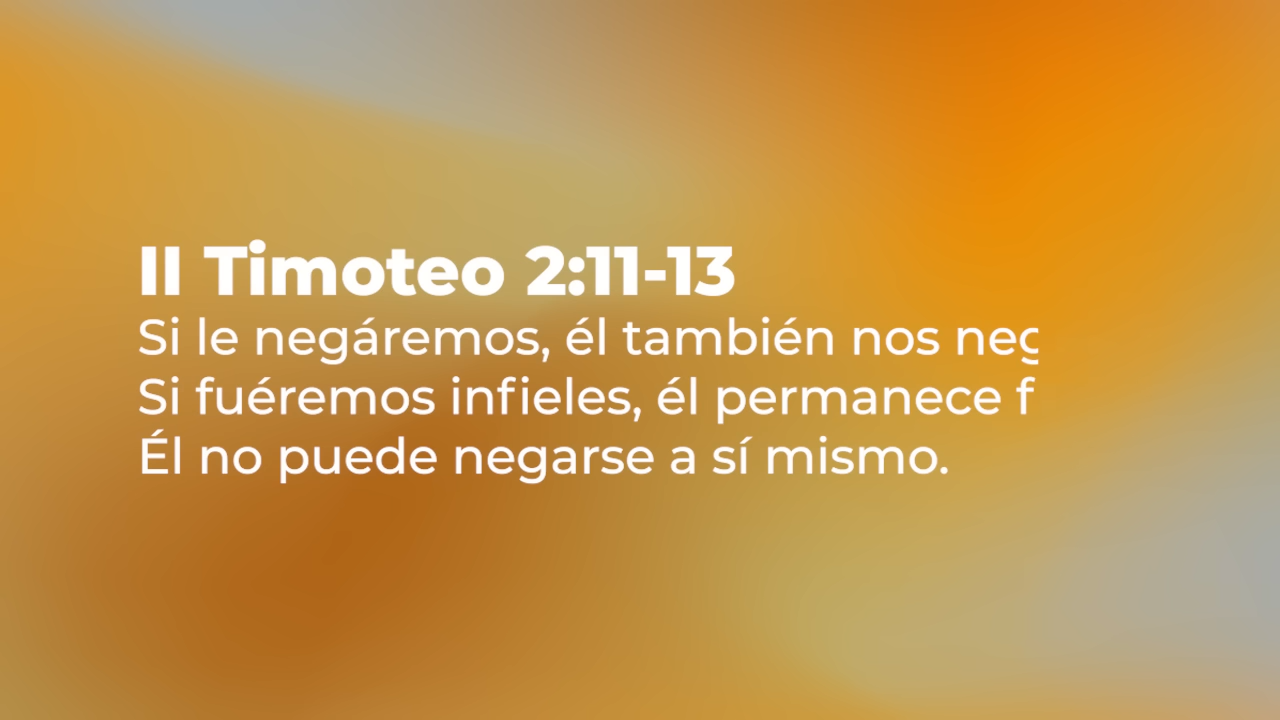 II Timoteo 2:11-13
Si le negáremos, él también nos neg
Si fuéremos infieles, él permanece f
Él no puede negarse a sí mismo.